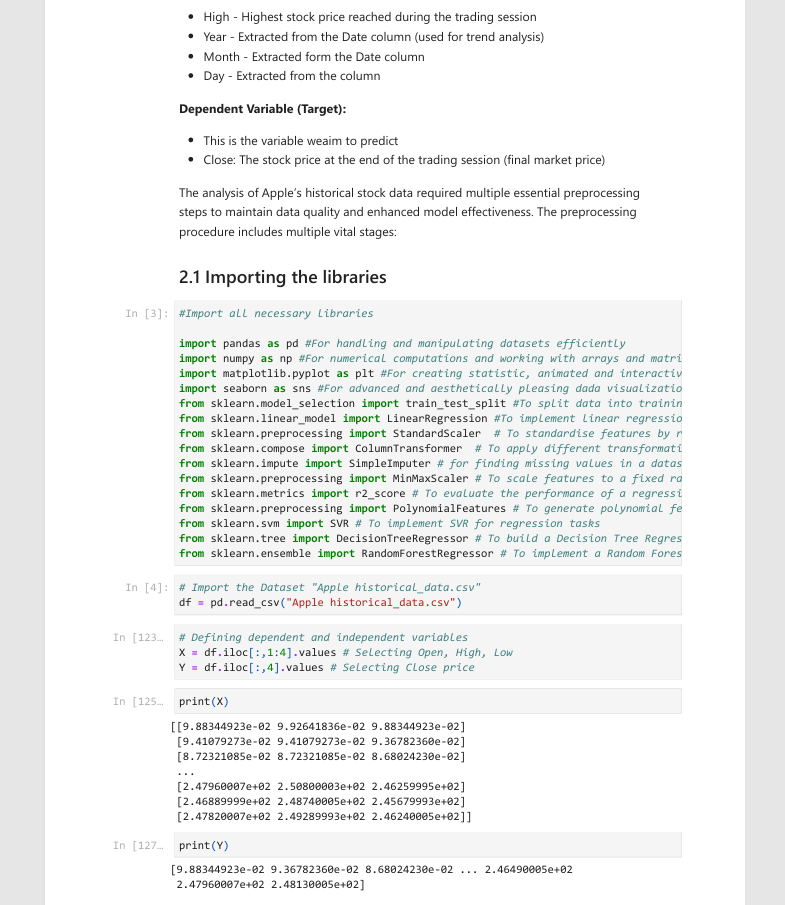 • High - Highest stock price reached during the trading session
• Year - Extracted from the Date column (used for trend analysis)
• Month - Extracted form the Date column
• Day - Extracted from the column
Dependent Variable (Target):
• This is the variable weaim to predict
• Close: The stock price at the end of the trading session (final market price)
The analysis of Apple’s historical stock data required multiple essential preprocessing
steps to maintain data quality and enhanced model effectiveness. The preprocessing
procedure includes multiple vital stages:
2.1 Importing the libraries
In [3]: #Import all necessary libraries
import pandas as pd #For handling and manipulating datasets efficiently
import numpy as np #For numerical computations and working with arrays and matri
import matplotlib.pyplot as plt #For creating statistic, animated and interactiv
import seaborn as sns #For advanced and aesthetically pleasing dada visualizatio
from sklearn.model_selection import train_test_split #To split data into trainin
from sklearn.linear_model import LinearRegression #To implement linear regressio
from sklearn.preprocessing import StandardScaler  # To standardise features by r
from sklearn.compose import ColumnTransformer  # To apply different transformati
from sklearn.impute import SimpleImputer # for finding missing values in a datas
from sklearn.preprocessing import MinMaxScaler # To scale features to a fixed ra
from sklearn.metrics import r2_score # To evaluate the performance of a regressi
from sklearn.preprocessing import PolynomialFeatures # To generate polynomial fe
from sklearn.svm import SVR # To implement SVR for regression tasks
from sklearn.tree import DecisionTreeRegressor # To build a Decision Tree Regres
from sklearn.ensemble import RandomForestRegressor # To implement a Random Fores
In [4]: # Import the Dataset "Apple historical_data.csv"
df = pd.read_csv("Apple historical_data.csv")
In [123… # Defining dependent and independent variables
X = df.iloc[:,1:4].values # Selecting Open, High, Low
Y = df.iloc[:,4].values # Selecting Close price
In [125… print(X)
[[9.88344923e-02 9.92641836e-02 9.88344923e-02]
[9.41079273e-02 9.41079273e-02 9.36782360e-02]
[8.72321085e-02 8.72321085e-02 8.68024230e-02]
...
[2.47960007e+02 2.50800003e+02 2.46259995e+02]
[2.46889999e+02 2.48740005e+02 2.45679993e+02]
[2.47820007e+02 2.49289993e+02 2.46240005e+02]]
In [127… print(Y)
[9.88344923e-02 9.36782360e-02 8.68024230e-02 ... 2.46490005e+02
2.47960007e+02 2.48130005e+02]